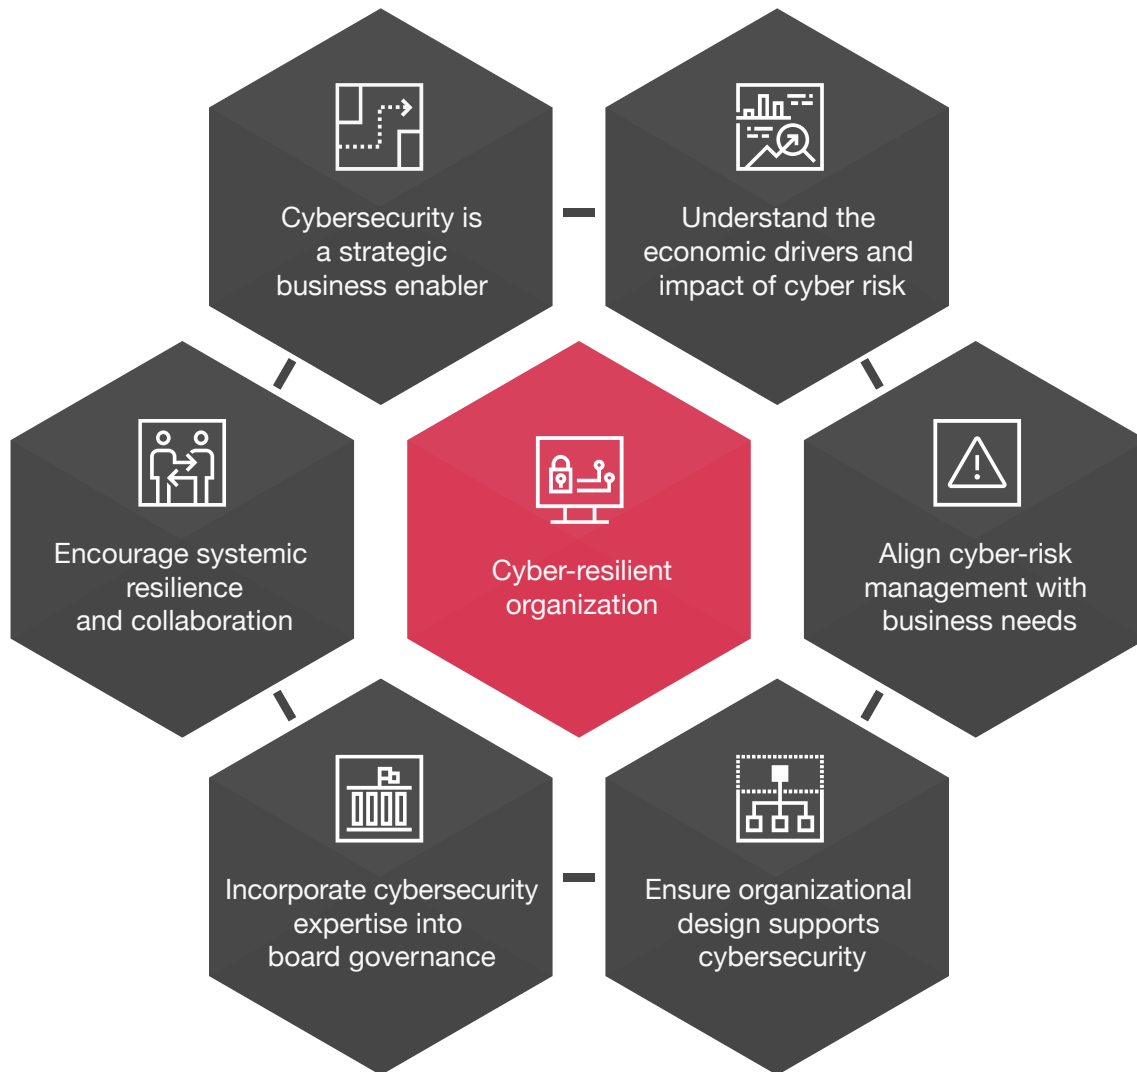 Cybersecurity is
a strategic
business enabler
Understand the
economic drivers and
impact of cyber risk
Encourage systemic
resilience
and collaboration
Cyber-resilient
organization
Align cyber-risk
management with
business needs
Incorporate cybersecurity
expertise into
board governance
Ensure organizational
design supports
cybersecurity